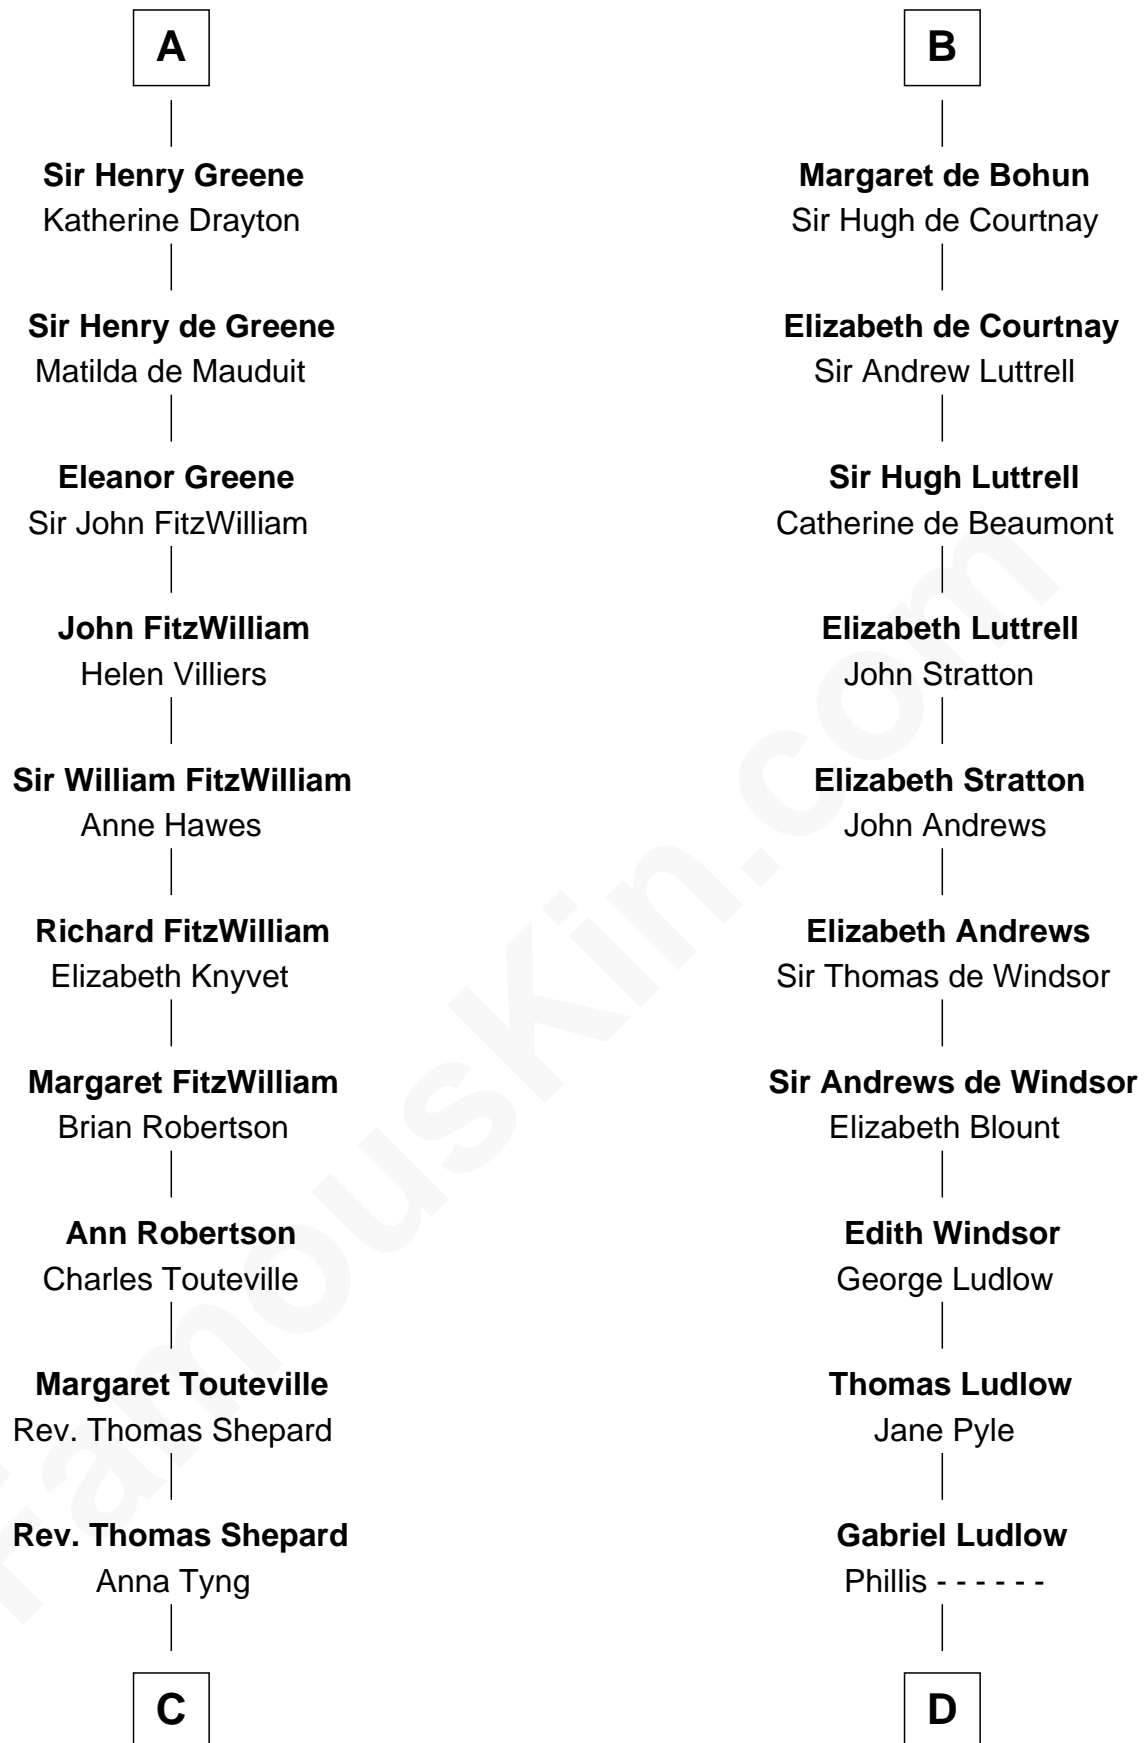 A
Sir Henry Greene
Katherine Drayton
Sir Henry de Greene
Matilda de Mauduit
Eleanor Greene
Sir John FitzWilliam
John FitzWilliam
Helen Villiers
Sir William FitzWilliam
Anne Hawes
Richard FitzWilliam
Elizabeth Knyvet
Margaret FitzWilliam
Brian Robertson
Ann Robertson
Charles Touteville
Margaret Touteville
Rev. Thomas Shepard
Rev. Thomas Shepard
Anna Tyng
C
B
Margaret de Bohun
Sir Hugh de Courtnay
Elizabeth de Courtnay
Sir Andrew Luttrell
Sir Hugh Luttrell
Catherine de Beaumont
Elizabeth Luttrell
John Stratton
Elizabeth Stratton
John Andrews
Elizabeth Andrews
Sir Thomas de Windsor
Sir Andrews de Windsor
Elizabeth Blount
Edith Windsor
George Ludlow
Thomas Ludlow
Jane Pyle
Gabriel Ludlow
Phillis - - - - - -
D
FamousKin.com